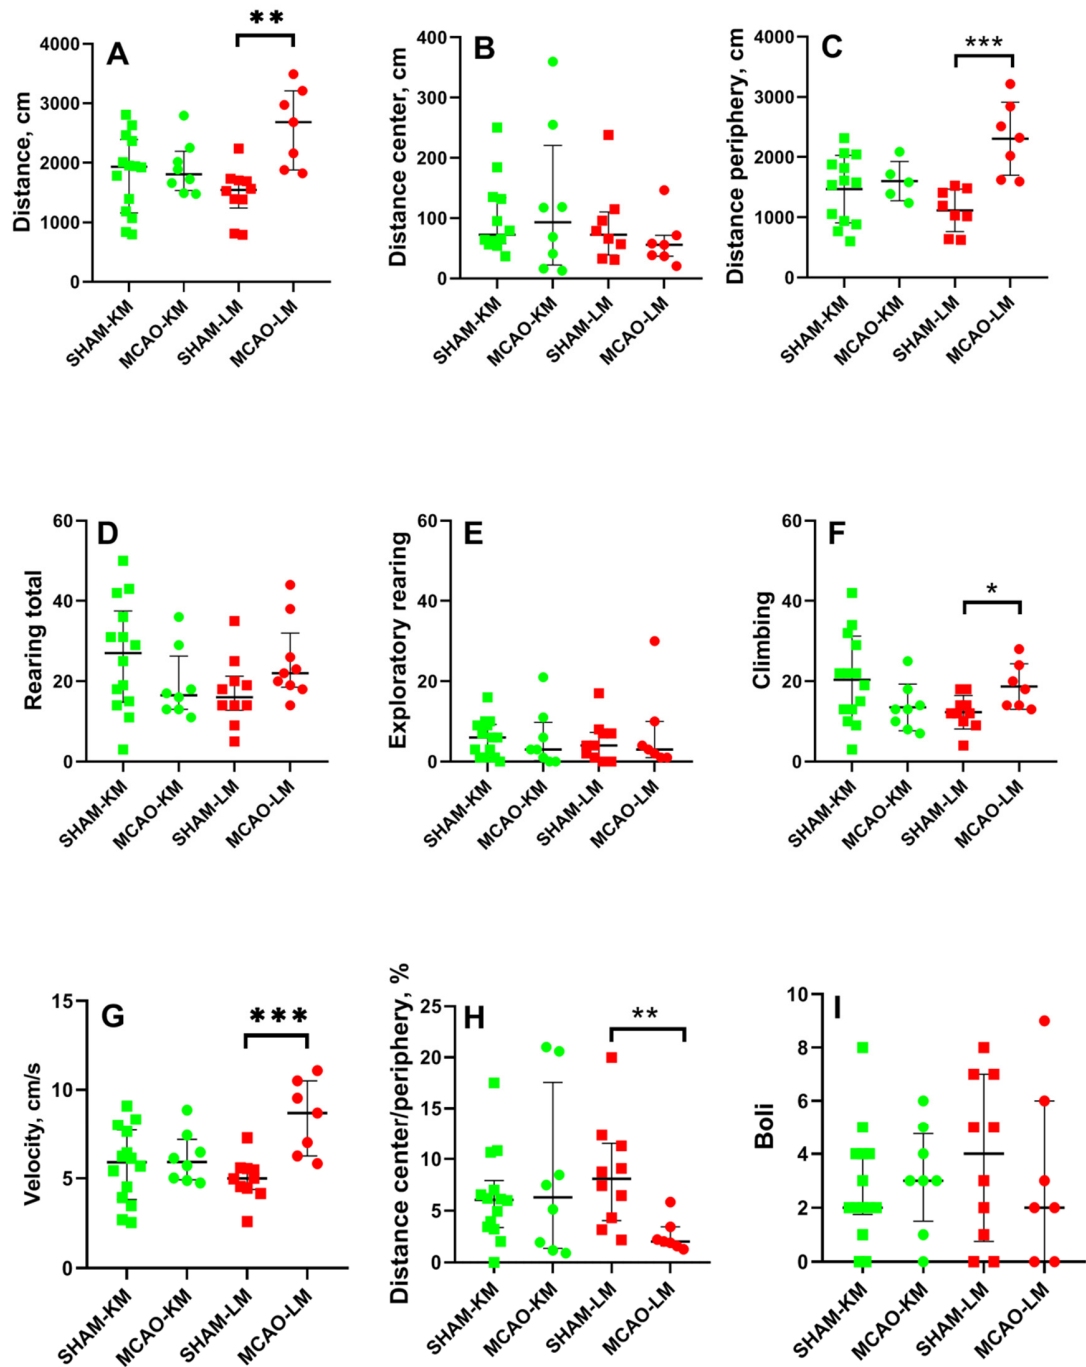 A
**
Distance, cm
4000
3000
2000
1000
0
SHAM-KM
MCAO-KM
SHAM-LM
MCAO-LM
B
Distance center, cm
400
300
200
100
0
SHAM-KM
MCAO-KM
SHAM-LM
MCAO-LM
C
***
Distance periphery, cm
4000
3000
2000
1000
0
SHAM-KM
MCAO-KM
SHAM-LM
MCAO-LM
D
Rearing total
60
40
20
0
SHAM-KM
MCAO-KM
SHAM-LM
MCAO-LM
E
Exploratory rearing
60
40
20
0
SHAM-KM
MCAO-KM
SHAM-LM
MCAO-LM
F
*
Climbing
60
40
20
0
SHAM-KM
MCAO-KM
SHAM-LM
MCAO-LM
G
***
Velocity, cm/s
15
10
5
0
SHAM-KM
MCAO-KM
SHAM-LM
MCAO-LM
H
**
Distance center/periphery, %
25
20
15
10
5
0
SHAM-KM
MCAO-KM
SHAM-LM
MCAO-LM
I
Boli
10
8
6
4
2
0
SHAM-KM
MCAO-KM
SHAM-LM
MCAO-LM